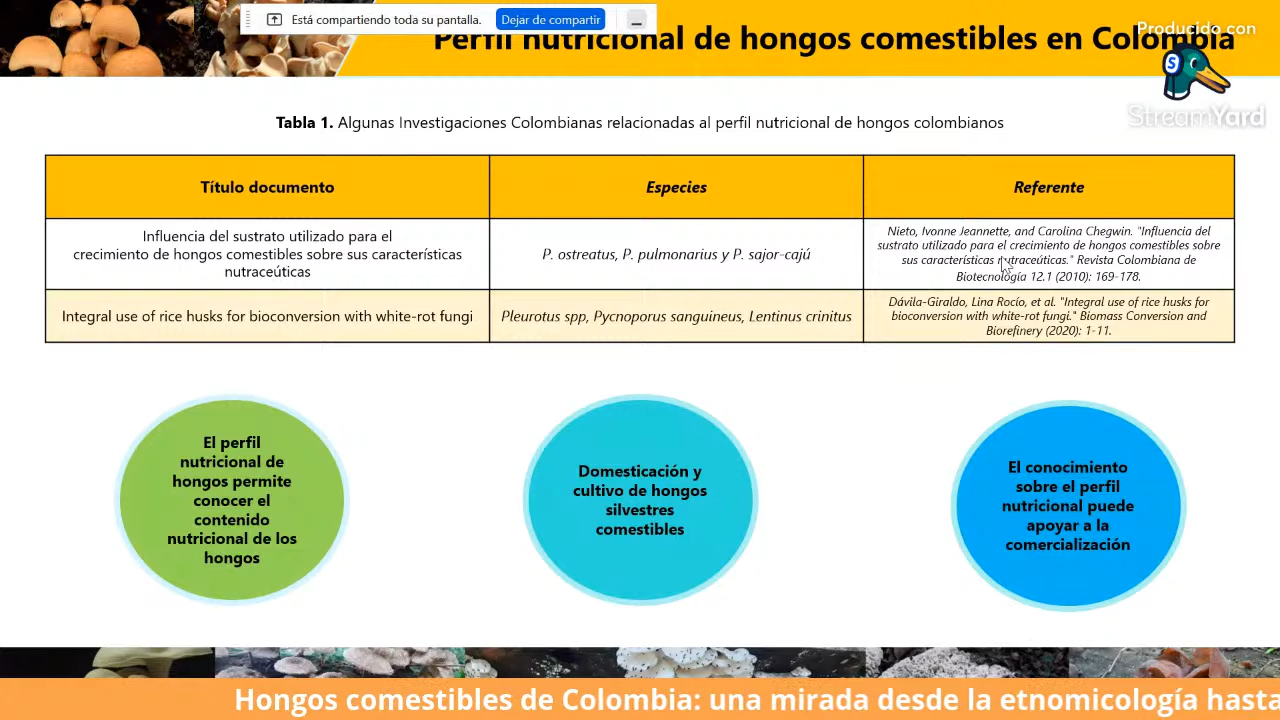 Está compartiendo toda su pantalla.
Dejar de compartir
Perfil nutricional de hongos comestibles en Colombia
Producido con
S
StreamYard
Tabla 1. Algunas Investigaciones Colombianas relacionadas al perfil nutricional de hongos colombianos
Título documento
Especies
Referente
Influencia del sustrato utilizado para el
crecimiento de hongos comestibles sobre sus características
nutraceúticas
P. ostreatus, P. pulmonarius y P. sajor-cajú
Nieto, Ivonne Jeannette, and Carolina Chegwin. "Influencia del
sustrato utilizado para el crecimiento de hongos comestibles sobre
sus características nutraceúticas." Revista Colombiana de
Biotecnología 12.1 (2010): 169-178.
Integral use of rice husks for bioconversion with white-rot fungi
Pleurotus spp, Pycnoporus sanguineus, Lentinus crinitus
Dávila-Giraldo, Lina Rocío, et al. "Integral use of rice husks for
bioconversion with white-rot fungi." Biomass Conversion and
Biorefinery (2020): 1-11.
El perfil
nutricional de
hongos permite
conocer el
contenido
nutricional de los
hongos
Domesticación y
cultivo de hongos
silvestres
comestibles
El conocimiento
sobre el perfil
nutricional puede
apoyar a la
comercialización
Hongos comestibles de Colombia: una mirada desde la etnomicología hasta